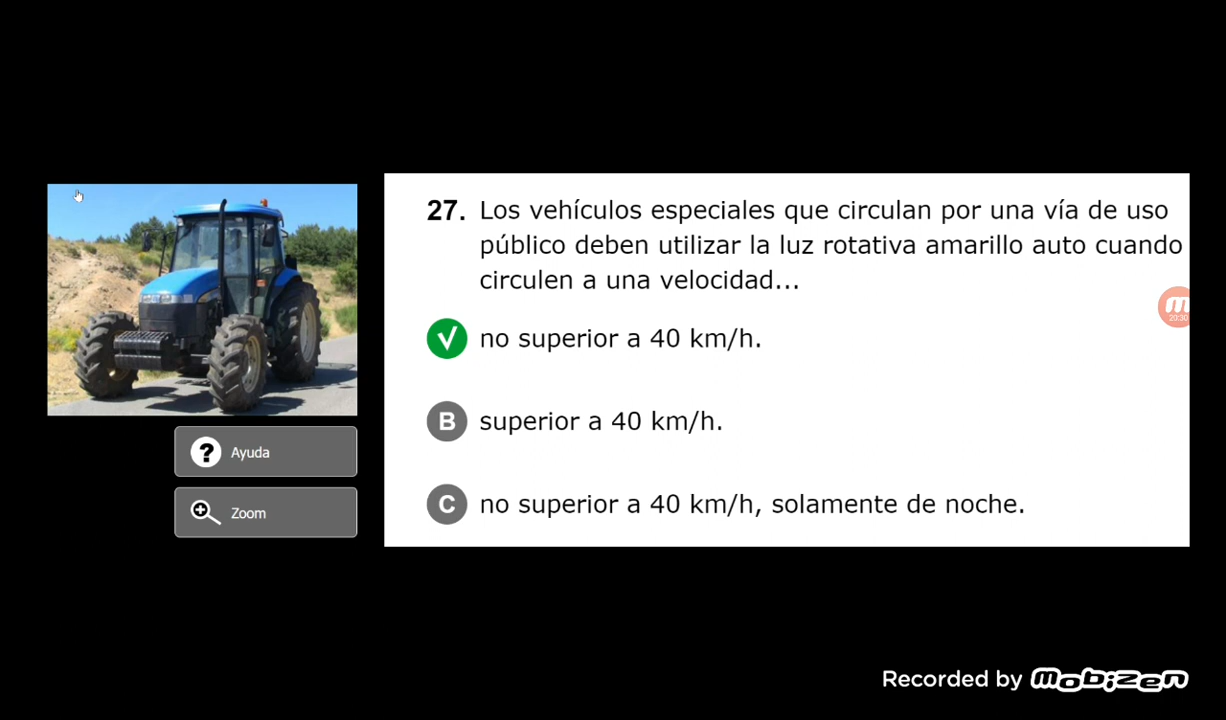 27. Los vehículos especiales que circulan por una vía de uso
público deben utilizar la luz rotativa amarillo auto cuando
circulen a una velocidad...
no superior a 40 km/h.
B superior a 40 km/h.
C no superior a 40 km/h, solamente de noche.
? Ayuda
Zoom
m
20:30
Recorded by mobizen